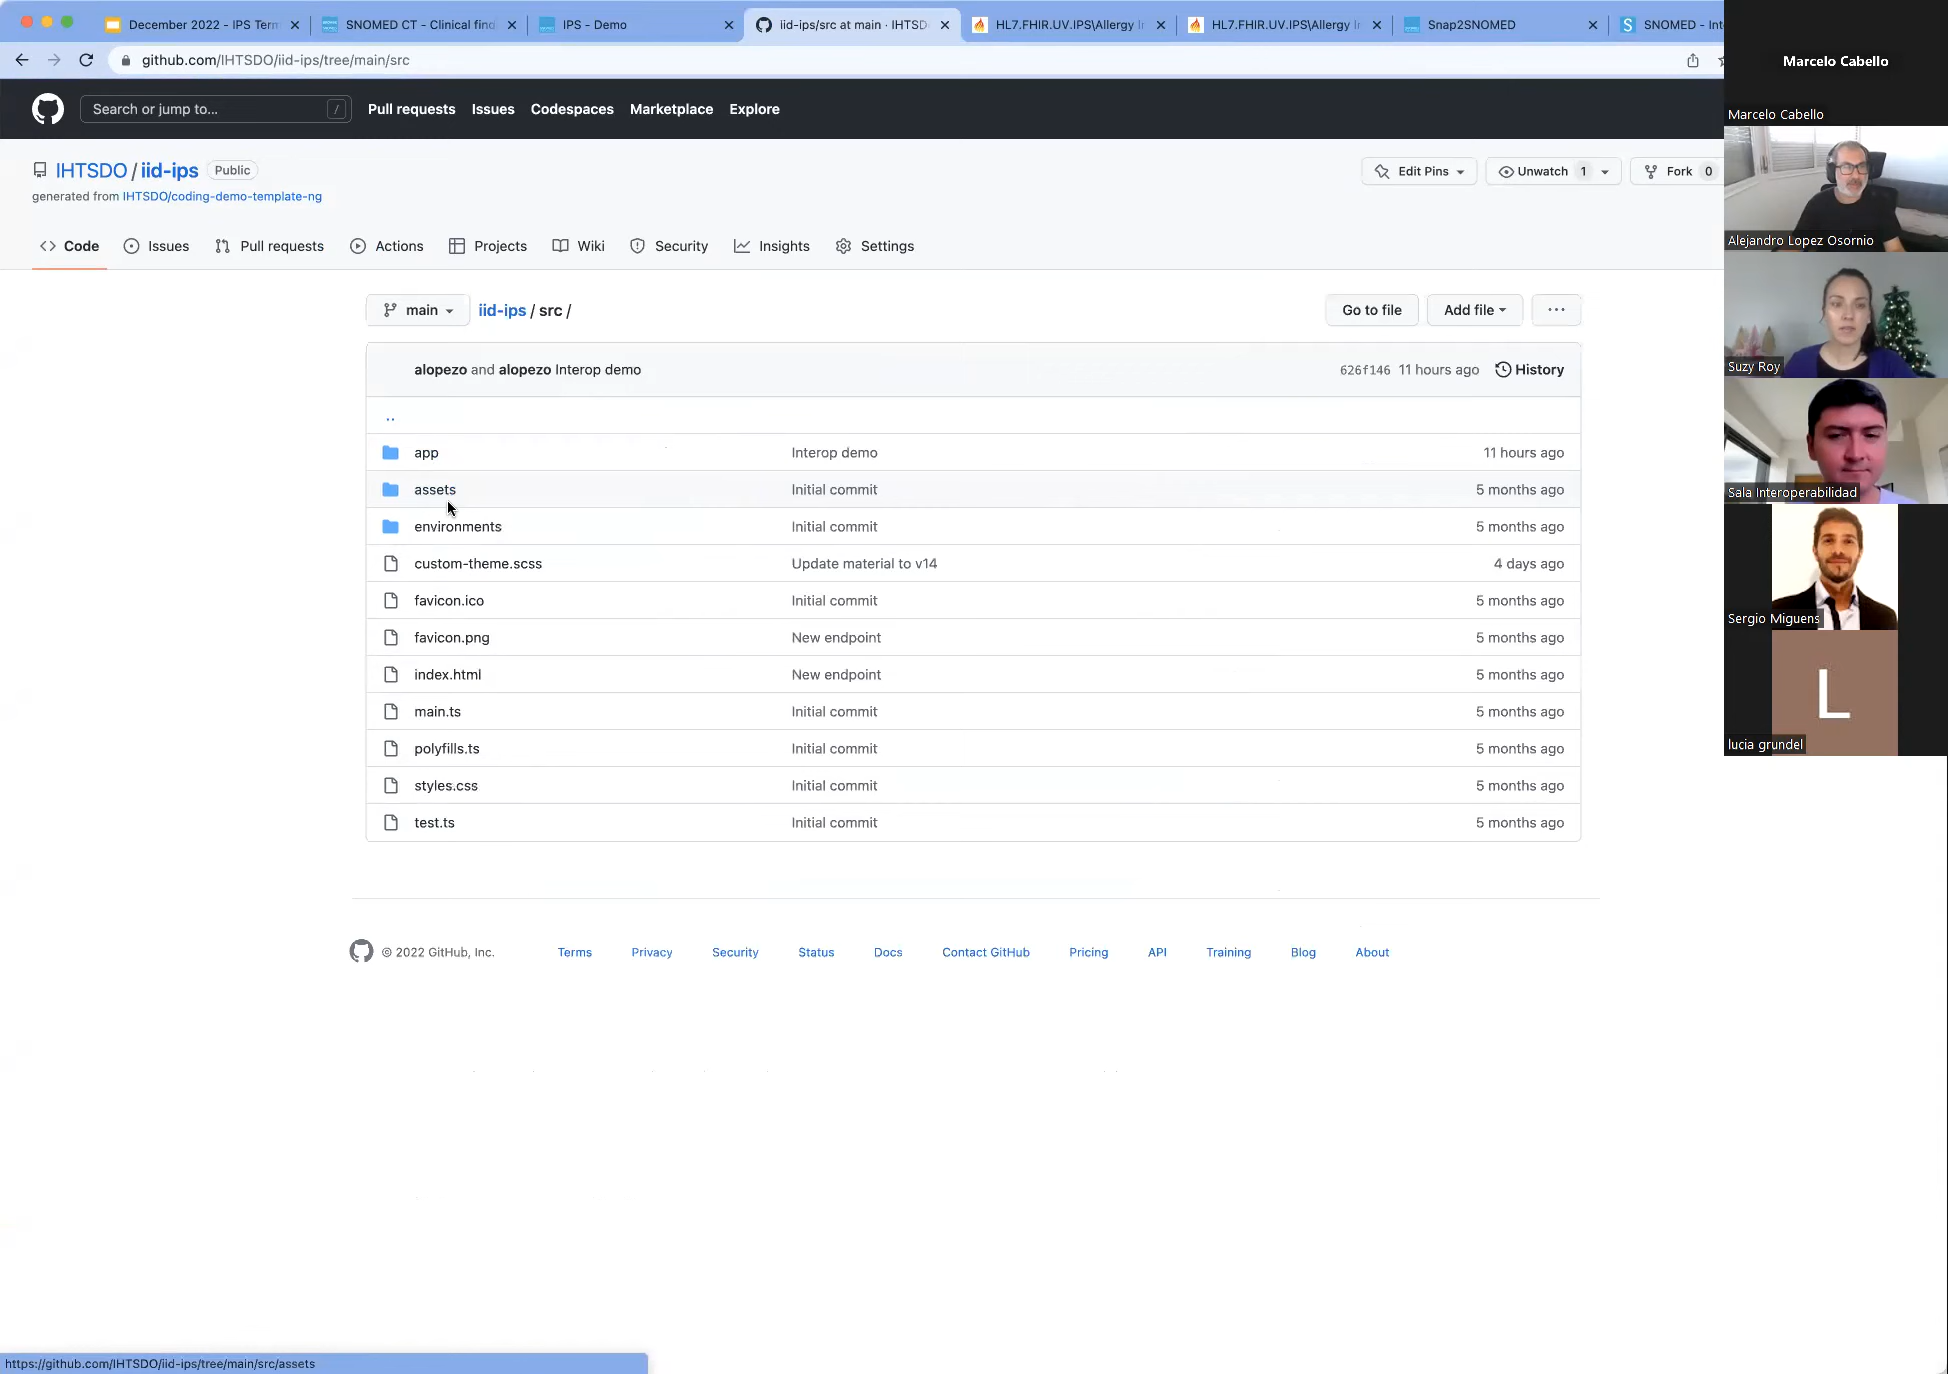 December 2022 - IPS Term
SNOMED CT - Clinical find
IPS - Demo
iid-ips/src at main · IHTSD
HL7.FHIR.UV.IPS\Allergy I
HL7.FHIR.UV.IPS\Allergy I
Snap2SNOMED
SNOMED - Int
github.com/IHTSDO/iid-ips/tree/main/src
Search or jump to...
/
Pull requests
Issues
Codespaces
Marketplace
Explore
IHTSDO / iid-ips
Public
generated from IHTSDO/coding-demo-template-ng
Edit Pins
Unwatch 1
Fork 0
Code
Issues
Pull requests
Actions
Projects
Wiki
Security
Insights
Settings
main
iid-ips / src /
Go to file
Add file
...
alopezo and alopezo Interop demo
626f146 11 hours ago
History
..
app Interop demo 11 hours ago
assets Initial commit 5 months ago
environments Initial commit 5 months ago
custom-theme.scss Update material to v14 4 days ago
favicon.ico Initial commit 5 months ago
favicon.png New endpoint 5 months ago
index.html New endpoint 5 months ago
main.ts Initial commit 5 months ago
polyfills.ts Initial commit 5 months ago
styles.css Initial commit 5 months ago
test.ts Initial commit 5 months ago
© 2022 GitHub, Inc.
Terms
Privacy
Security
Status
Docs
Contact GitHub
Pricing
API
Training
Blog
About
https://github.com/IHTSDO/iid-ips/tree/main/src/assets
Marcelo Cabello
Marcelo Cabello
Alejandro Lopez Osornio
Suzy Roy
Sala Interoperabilidad
Sergio Miguens
L
lucia grundel